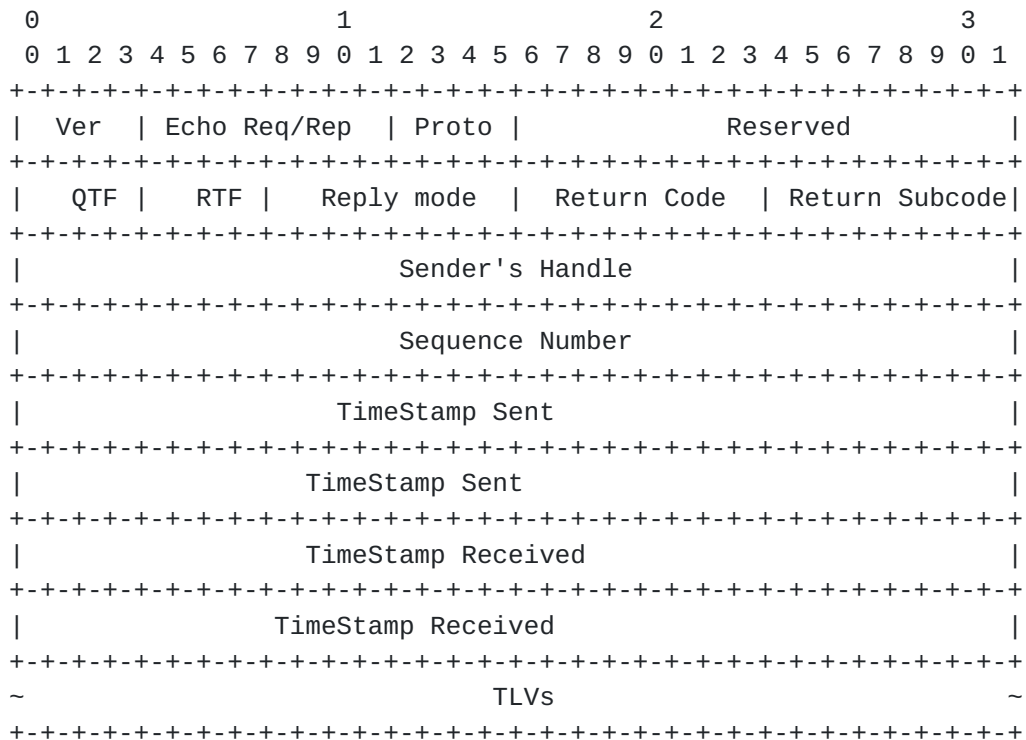 0                   1                   2                   3
 0 1 2 3 4 5 6 7 8 9 0 1 2 3 4 5 6 7 8 9 0 1 2 3 4 5 6 7 8 9 0 1
+-+-+-+-+-+-+-+-+-+-+-+-+-+-+-+-+-+-+-+-+-+-+-+-+-+-+-+-+-+-+-+-+
|  Ver  | Echo Req/Rep  | Proto |             Reserved          |
+-+-+-+-+-+-+-+-+-+-+-+-+-+-+-+-+-+-+-+-+-+-+-+-+-+-+-+-+-+-+-+-+
|   QTF |   RTF |   Reply mode  |  Return Code  | Return Subcode|
+-+-+-+-+-+-+-+-+-+-+-+-+-+-+-+-+-+-+-+-+-+-+-+-+-+-+-+-+-+-+-+-+
|                        Sender's Handle                        |
+-+-+-+-+-+-+-+-+-+-+-+-+-+-+-+-+-+-+-+-+-+-+-+-+-+-+-+-+-+-+-+-+
|                        Sequence Number                        |
+-+-+-+-+-+-+-+-+-+-+-+-+-+-+-+-+-+-+-+-+-+-+-+-+-+-+-+-+-+-+-+-+
|                    TimeStamp Sent                             |
+-+-+-+-+-+-+-+-+-+-+-+-+-+-+-+-+-+-+-+-+-+-+-+-+-+-+-+-+-+-+-+-+
|                  TimeStamp Sent                               |
+-+-+-+-+-+-+-+-+-+-+-+-+-+-+-+-+-+-+-+-+-+-+-+-+-+-+-+-+-+-+-+-+
|                  TimeStamp Received                           |
+-+-+-+-+-+-+-+-+-+-+-+-+-+-+-+-+-+-+-+-+-+-+-+-+-+-+-+-+-+-+-+-+
|                TimeStamp Received                             |
+-+-+-+-+-+-+-+-+-+-+-+-+-+-+-+-+-+-+-+-+-+-+-+-+-+-+-+-+-+-+-+-+
~                              TLVs                             ~
+-+-+-+-+-+-+-+-+-+-+-+-+-+-+-+-+-+-+-+-+-+-+-+-+-+-+-+-+-+-+-+-+